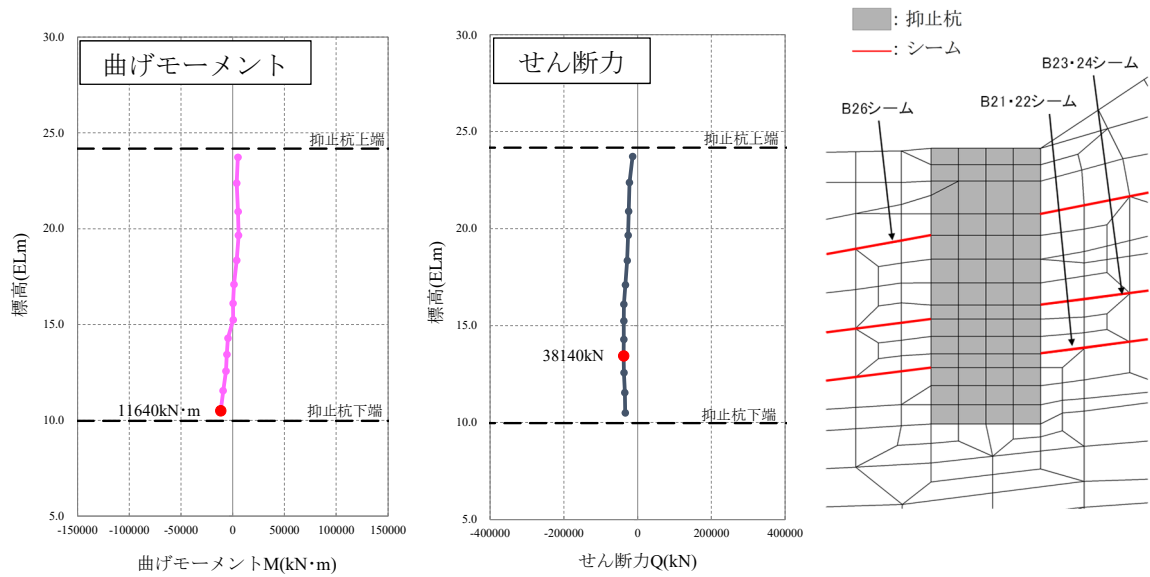 曲げモーメント
30.0
25.0
20.0
15.0
10.0
5.0
標高(ELm)
抑止杭上端
11640kN・m
抑止杭下端
-150000 -100000 -50000 0 50000 100000 150000
曲げモーメントM(kN・m)
せん断力
30.0
25.0
20.0
15.0
10.0
5.0
標高(ELm)
抑止杭上端
38140kN
抑止杭下端
-400000 -200000 0 200000 400000
せん断力Q(kN)
: 抑止杭
: シーム
B23・24シーム
B26シーム
B21・22シーム